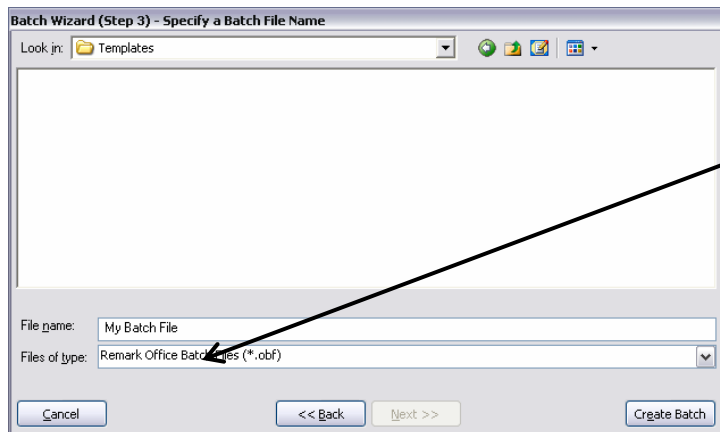 Batch Wizard (Step 3) - Specify a Batch File Name
Look in: Templates
File name: My Batch File
Files of type: Remark Office Batch Files (*.obf)
Cancel << Back Next >> Create Batch